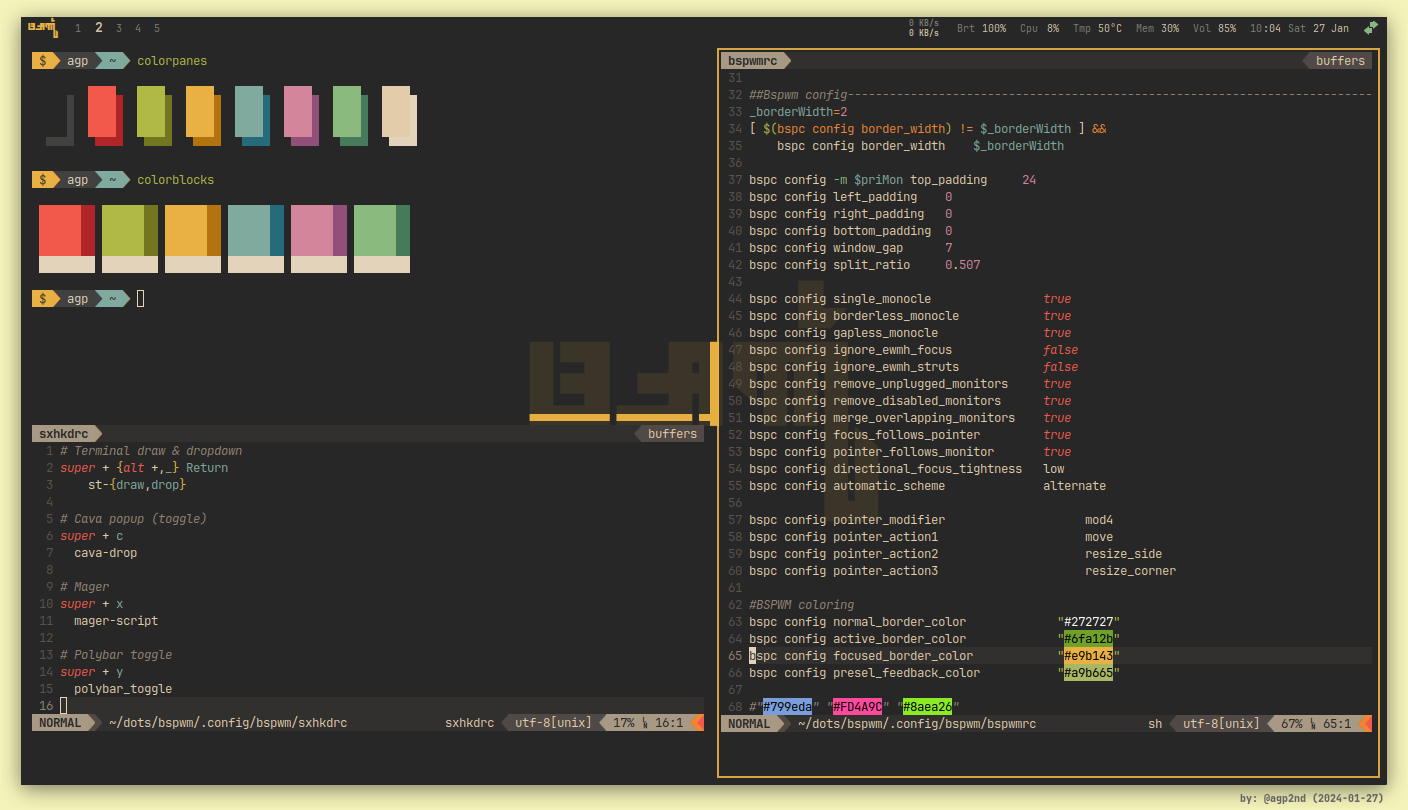 1 2 3 4 5
0 KB/s
0 KB/s
Brt 100% Cpu 8% Tmp 50°C Mem 30% Vol 85% 10:04 Sat 27 Jan
$ agp ~ colorpanes
$ agp ~ colorblocks
$ agp ~
sxhkdrc buffers
1 # Terminal draw & dropdown
2 super + {alt +,_} Return
3 st-{draw,drop}
4
5 # Cava popup (toggle)
6 super + c
7 cava-drop
8
9 # Mager
10 super + x
11 mager-script
12
13 # Polybar toggle
14 super + y
15 polybar_toggle
16
NORMAL ~/dots/bspwm/.config/bspwm/sxhkdrc sxhkdrc utf-8[unix] 17% ㏑ 16:1
bspwmrc buffers
31
32 ##Bspwm config---------------------------------------------------------------------------
33 _borderWidth=2
34 [ $(bspc config border_width) != $_borderWidth ] &&
35 bspc config border_width $_borderWidth
36
37 bspc config -m $priMon top_padding 24
38 bspc config left_padding 0
39 bspc config right_padding 0
40 bspc config bottom_padding 0
41 bspc config window_gap 7
42 bspc config split_ratio 0.507
43
44 bspc config single_monocle true
45 bspc config borderless_monocle true
46 bspc config gapless_monocle true
47 bspc config ignore_ewmh_focus false
48 bspc config ignore_ewmh_struts false
49 bspc config remove_unplugged_monitors true
50 bspc config remove_disabled_monitors true
51 bspc config merge_overlapping_monitors true
52 bspc config focus_follows_pointer true
53 bspc config pointer_follows_monitor true
54 bspc config directional_focus_tightness low
55 bspc config automatic_scheme alternate
56
57 bspc config pointer_modifier mod4
58 bspc config pointer_action1 move
59 bspc config pointer_action2 resize_side
60 bspc config pointer_action3 resize_corner
61
62 #BSPWM coloring
63 bspc config normal_border_color "#272727"
64 bspc config active_border_color "#6fa12b"
65 bspc config focused_border_color "#e9b143"
66 bspc config presel_feedback_color "#a9b665"
67
68 #"#799eda" "#FD4A9C" "#8aea26"
NORMAL ~/dots/bspwm/.config/bspwm/bspwmrc sh utf-8[unix] 67% ㏑ 65:1
by: @agp2nd (2024-01-27)